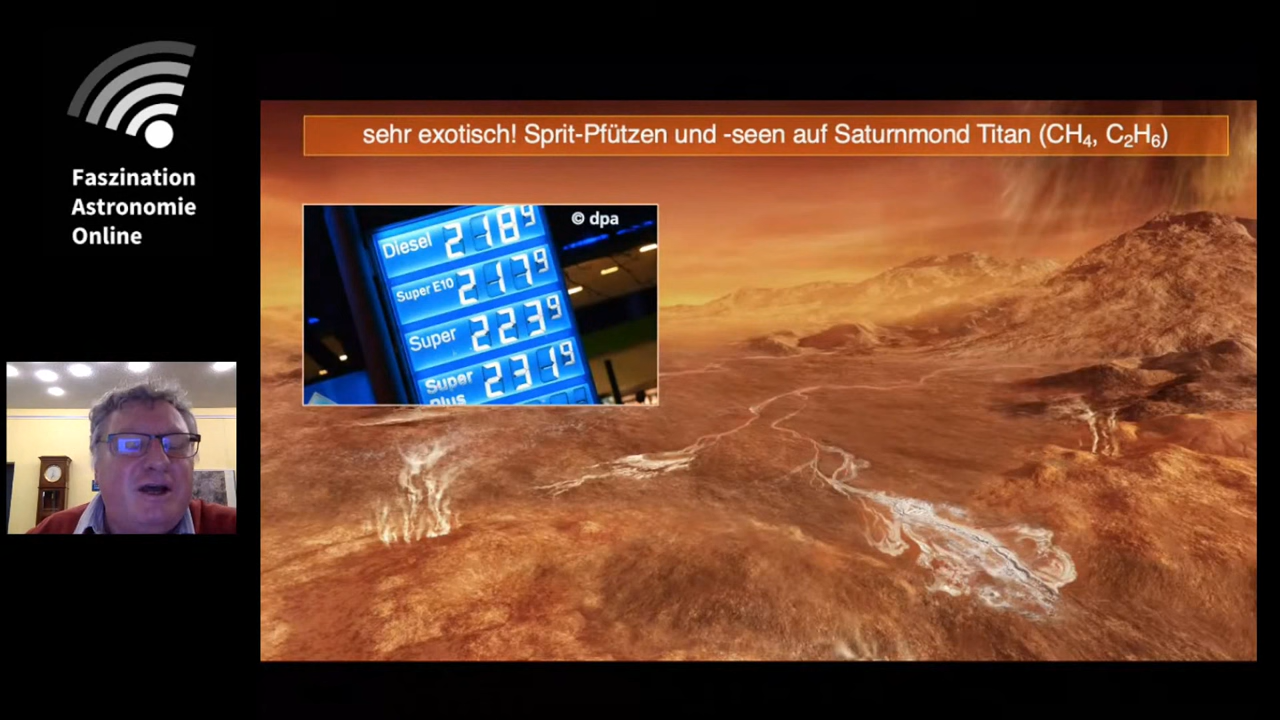 Faszination
Astronomie
Online
sehr exotisch! Sprit-Pfützen und -seen auf Saturnmond Titan (CH₄, C₂H₆)
© dpa
Diesel 2 18⁹
Super E10 2 17⁹
Super 2 23⁹
Super plus 2 31⁹